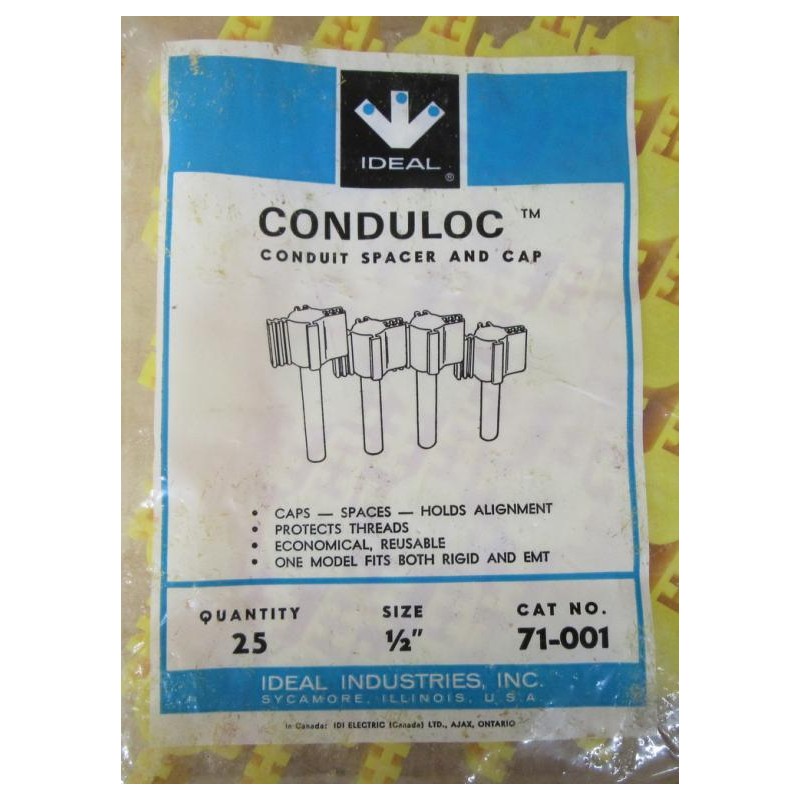 IDEAL ®
CONDULOC ™
CONDUIT SPACER AND CAP
• CAPS — SPACES — HOLDS ALIGNMENT
• PROTECTS THREADS
• ECONOMICAL, REUSABLE
• ONE MODEL FITS BOTH RIGID AND EMT
QUANTITY SIZE CAT NO.
25 ½" 71-001
IDEAL INDUSTRIES, INC.
SYCAMORE, ILLINOIS, U.S.A.
In Canada: IDI ELECTRIC (Canada) LTD., AJAX, ONTARIO